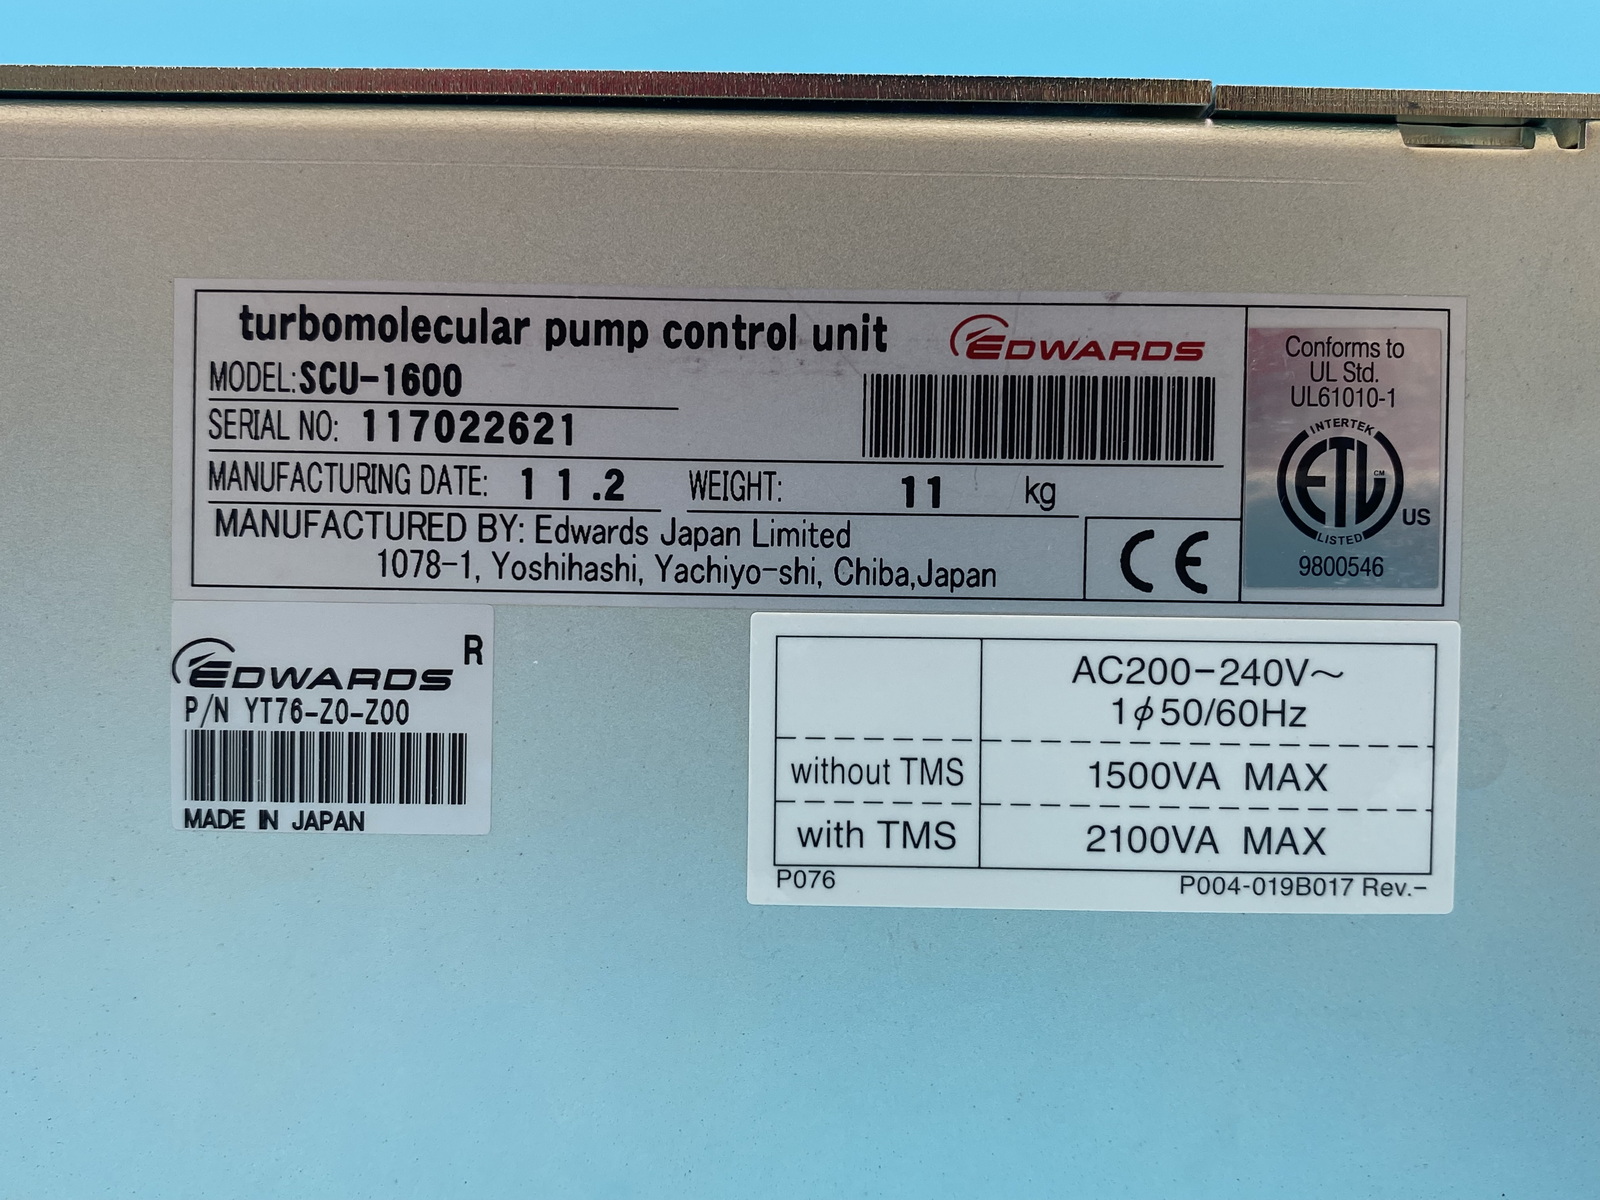 turbomolecular pump control unit
EDWARDS
MODEL:SCU-1600
SERIAL NO: 117022621
MANUFACTURING DATE: 11.2 WEIGHT: 11 kg
MANUFACTURED BY: Edwards Japan Limited
1078-1, Yoshihashi, Yachiyo-shi, Chiba,Japan
CE
Conforms to
UL Std.
UL61010-1
INTERTEK
ETL CM
US
LISTED
9800546
EDWARDS R
P/N YT76-Z0-Z00
MADE IN JAPAN
AC200-240V~
1ϕ50/60Hz
without TMS 1500VA MAX
with TMS 2100VA MAX
P076 P004-019B017 Rev.-